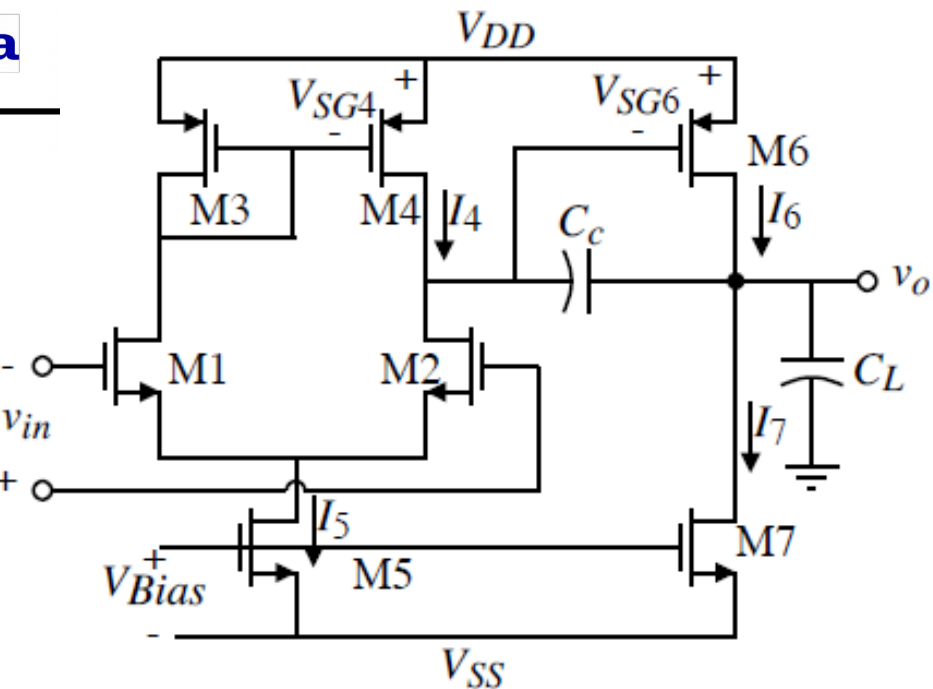 a
VDD
VSG4
+
-
VSG6
+
-
M3
M4
I4
Cc
M6
I6
vo
-
M1
M2
CL
vin
+
I5
I7
+
VBias
-
M5
M7
VSS